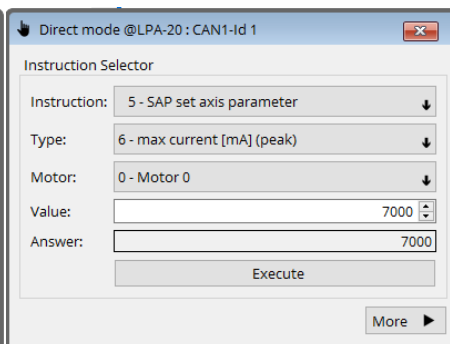 Direct mode @LPA-20 : CAN1-Id 1
Instruction Selector
Instruction: 5 - SAP set axis parameter
Type: 6 - max current [mA] (peak)
Motor: 0 - Motor 0
Value: 7000
Answer: 7000
Execute
More